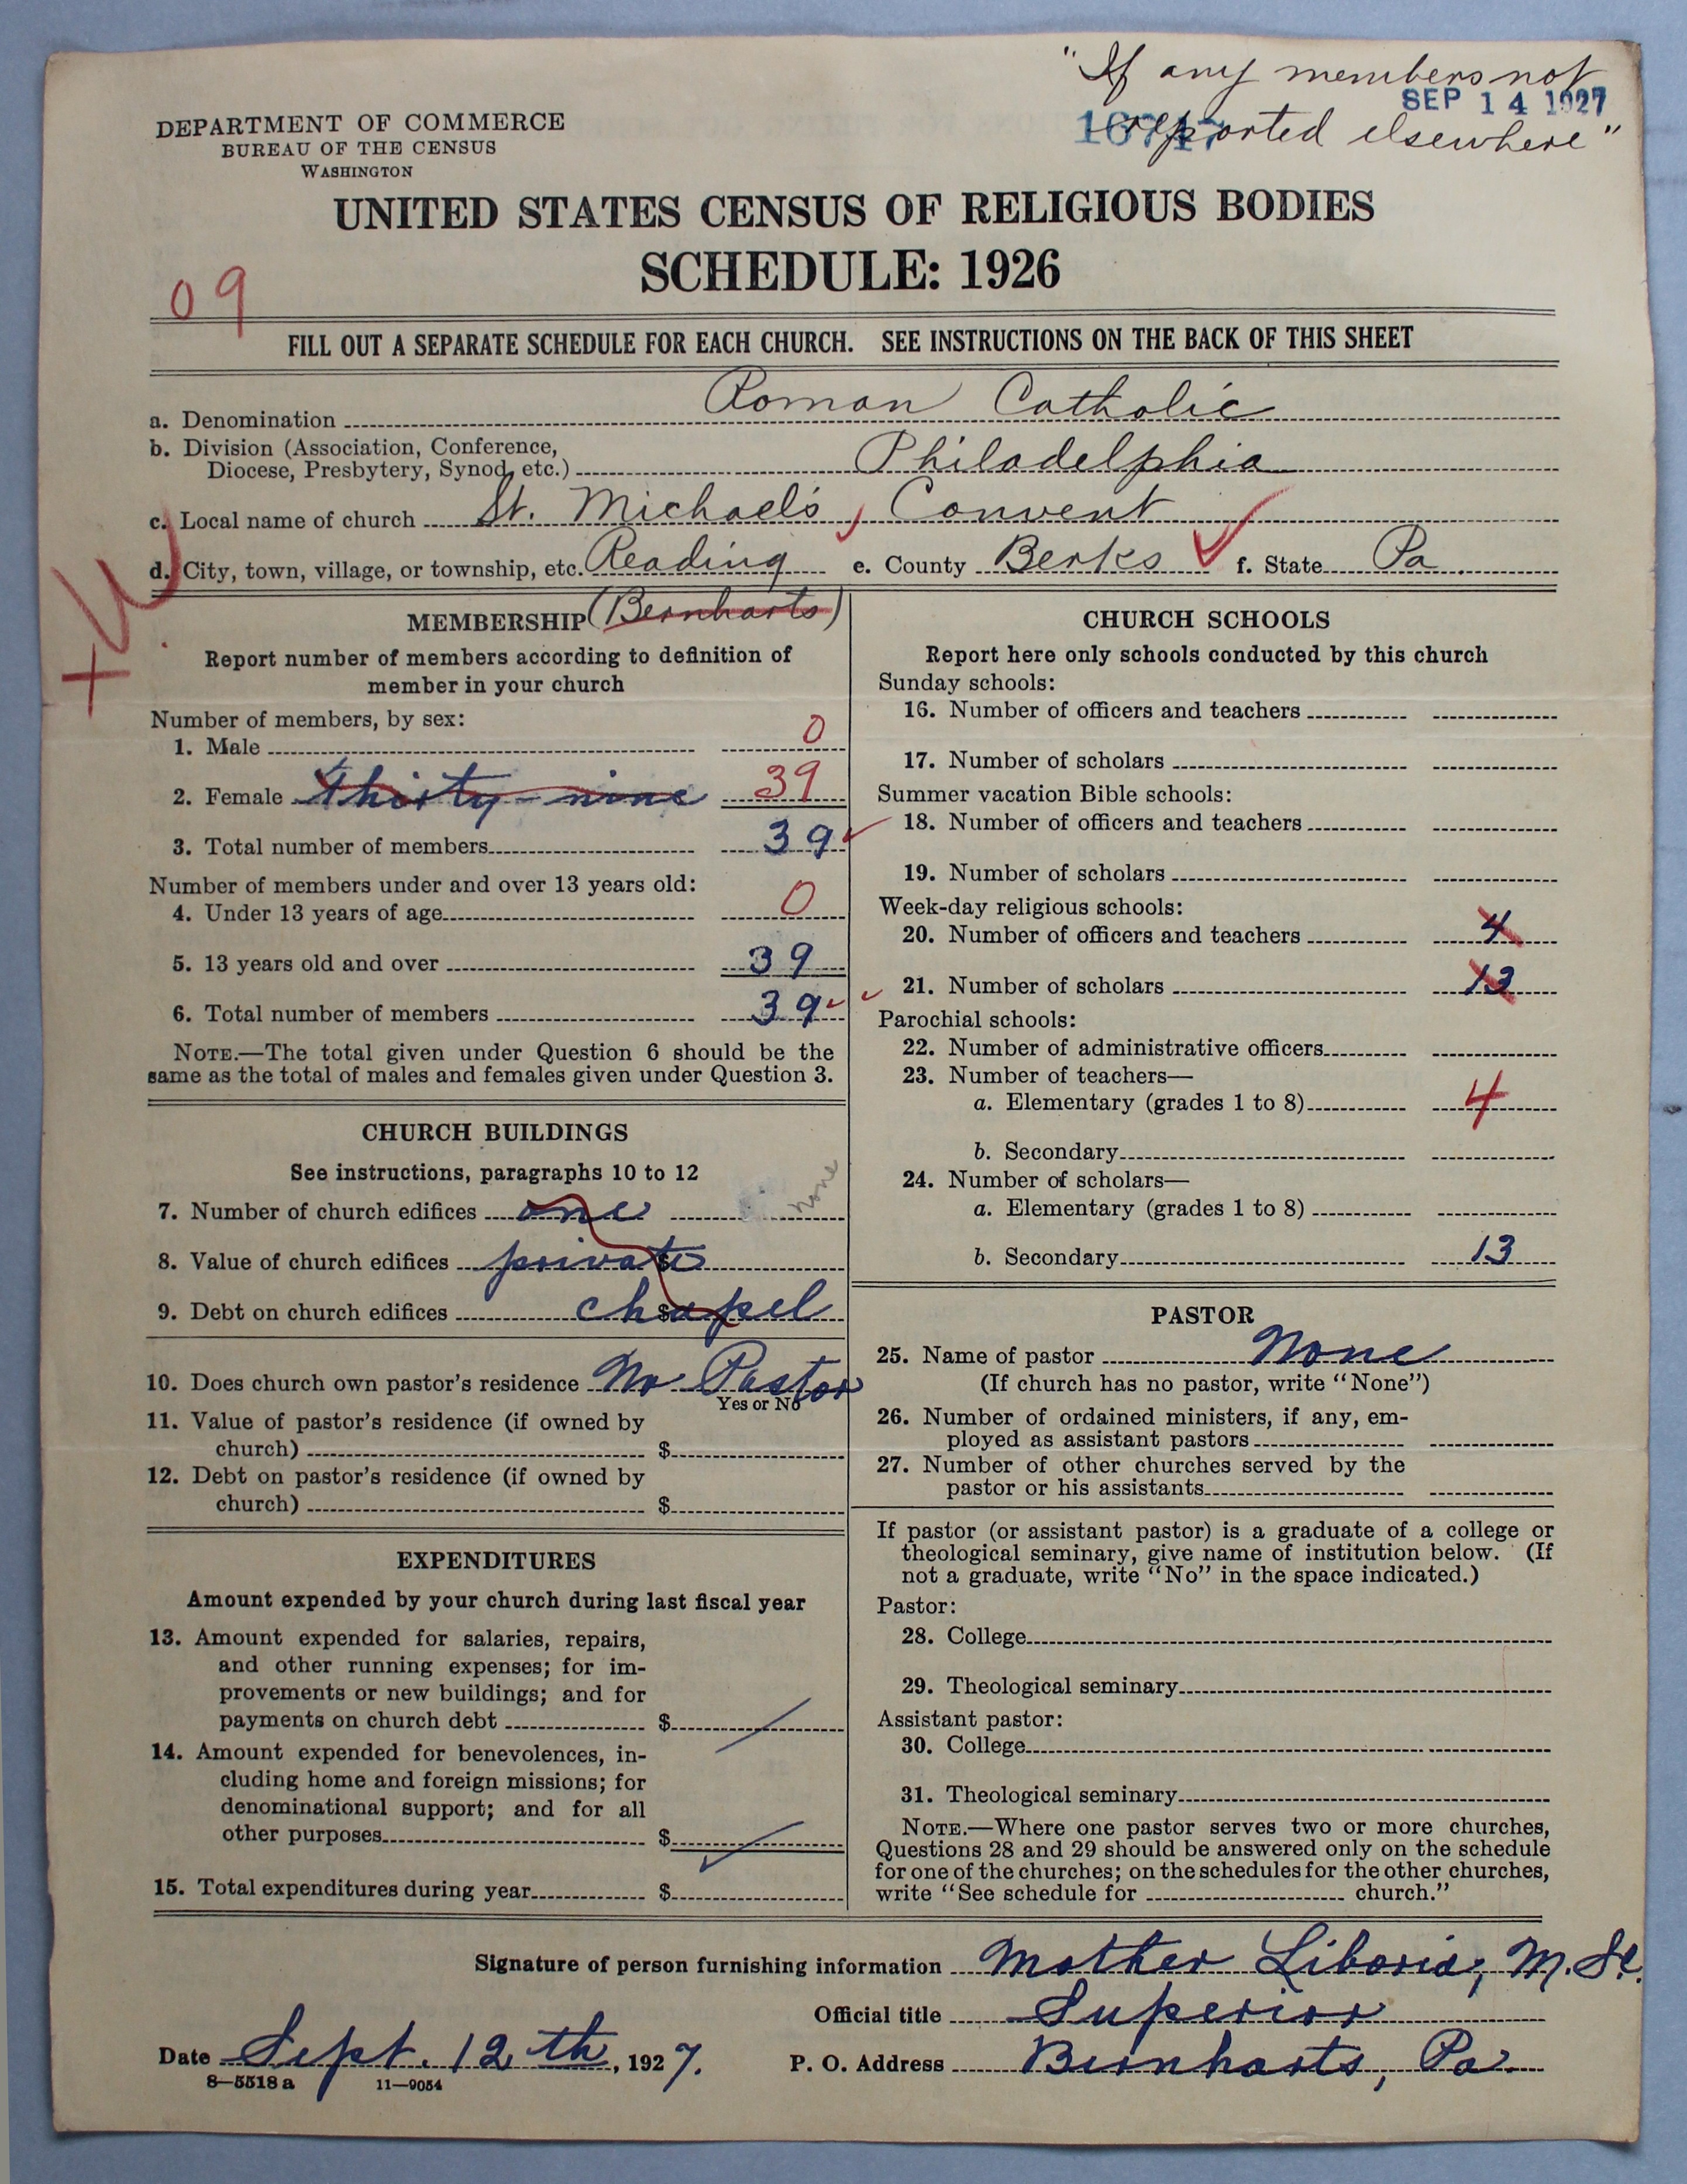 "If any members not
SEP 14 1927
reported elsewhere"
DEPARTMENT OF COMMERCE
BUREAU OF THE CENSUS
WASHINGTON
UNITED STATES CENSUS OF RELIGIOUS BODIES
SCHEDULE: 1926
09
FILL OUT A SEPARATE SCHEDULE FOR EACH CHURCH. SEE INSTRUCTIONS ON THE BACK OF THIS SHEET
a. Denomination Roman Catholic
b. Division (Association, Conference,
Diocese, Presbytery, Synod, etc.) Philadelphia
c. Local name of church St. Michael's, Convent
d. City, town, village, or township, etc. Reading e. County Berks f. State Pa.
(Bernharts)
MEMBERSHIP
Report number of members according to definition of
member in your church
Number of members, by sex:
1. Male 0
2. Female Thirty-nine 39
3. Total number of members 39
Number of members under and over 13 years old:
4. Under 13 years of age 0
5. 13 years old and over 39
6. Total number of members 39
NOTE.—The total given under Question 6 should be the
same as the total of males and females given under Question 3.
CHURCH BUILDINGS
See instructions, paragraphs 10 to 12
7. Number of church edifices one none
8. Value of church edifices $ private
9. Debt on church edifices $ chapel
10. Does church own pastor's residence No Pastor
Yes or No
11. Value of pastor's residence (if owned by
church) $
12. Debt on pastor's residence (if owned by
church) $
EXPENDITURES
Amount expended by your church during last fiscal year
13. Amount expended for salaries, repairs,
and other running expenses; for im-
provements or new buildings; and for
payments on church debt $
14. Amount expended for benevolences, in-
cluding home and foreign missions; for
denominational support; and for all
other purposes $
15. Total expenditures during year $
CHURCH SCHOOLS
Report here only schools conducted by this church
Sunday schools:
16. Number of officers and teachers
17. Number of scholars
Summer vacation Bible schools:
18. Number of officers and teachers
19. Number of scholars
Week-day religious schools:
20. Number of officers and teachers 4
21. Number of scholars 13
Parochial schools:
22. Number of administrative officers
23. Number of teachers—
a. Elementary (grades 1 to 8) 4
b. Secondary
24. Number of scholars—
a. Elementary (grades 1 to 8)
b. Secondary 13
PASTOR
25. Name of pastor None
(If church has no pastor, write "None")
26. Number of ordained ministers, if any, em-
ployed as assistant pastors
27. Number of other churches served by the
pastor or his assistants
If pastor (or assistant pastor) is a graduate of a college or
theological seminary, give name of institution below. (If
not a graduate, write "No" in the space indicated.)
Pastor:
28. College
29. Theological seminary
Assistant pastor:
30. College
31. Theological seminary
NOTE.—Where one pastor serves two or more churches,
Questions 28 and 29 should be answered only on the schedule
for one of the churches; on the schedules for the other churches,
write "See schedule for church."
Signature of person furnishing information Mother Liboria, M. Sc.
Official title Superior
Date Sept. 12th, 1927. P. O. Address Bernharts, Pa.
8—5518 a 11—9054